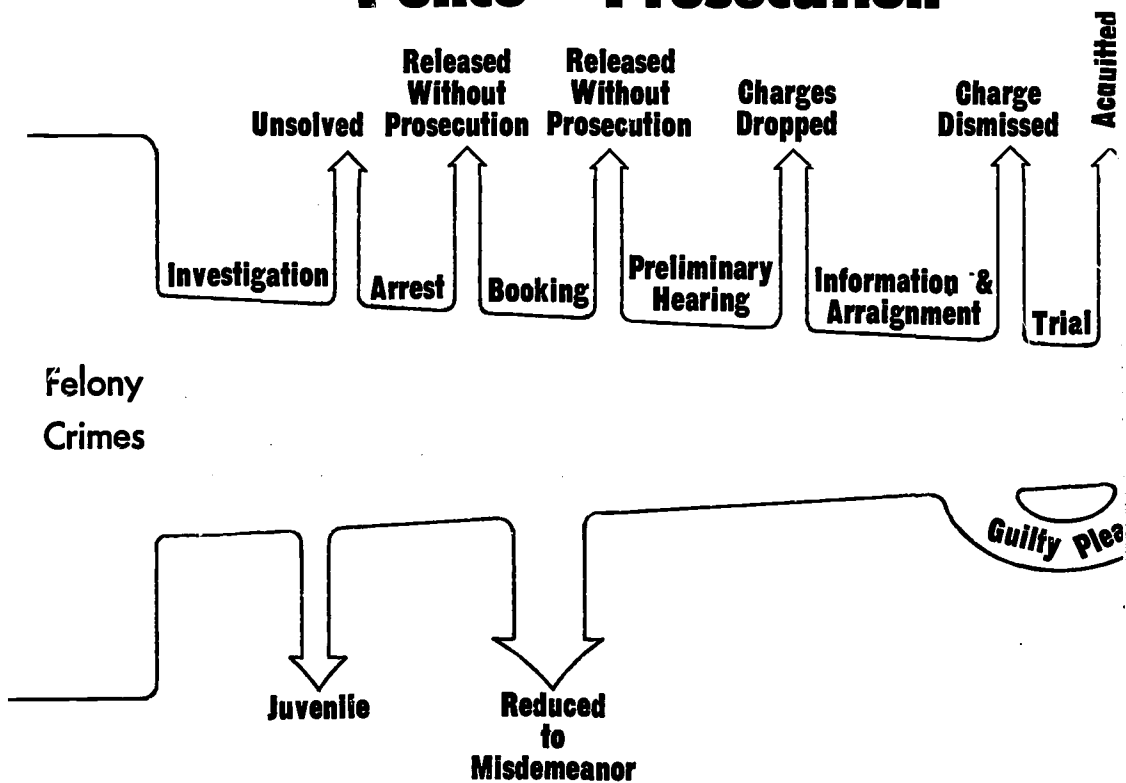 Prosecution
Acquitted
Released
Without
Prosecution
Released
Without
Prosecution
Charges
Dropped
Charge
Dismissed
Unsolved
Investigation
Arrest
Booking
Preliminary
Hearing
Information &
Arraignment
Trial
Felony
Crimes
Guilty Plea
Juvenile
Reduced
to
Misdemeanor